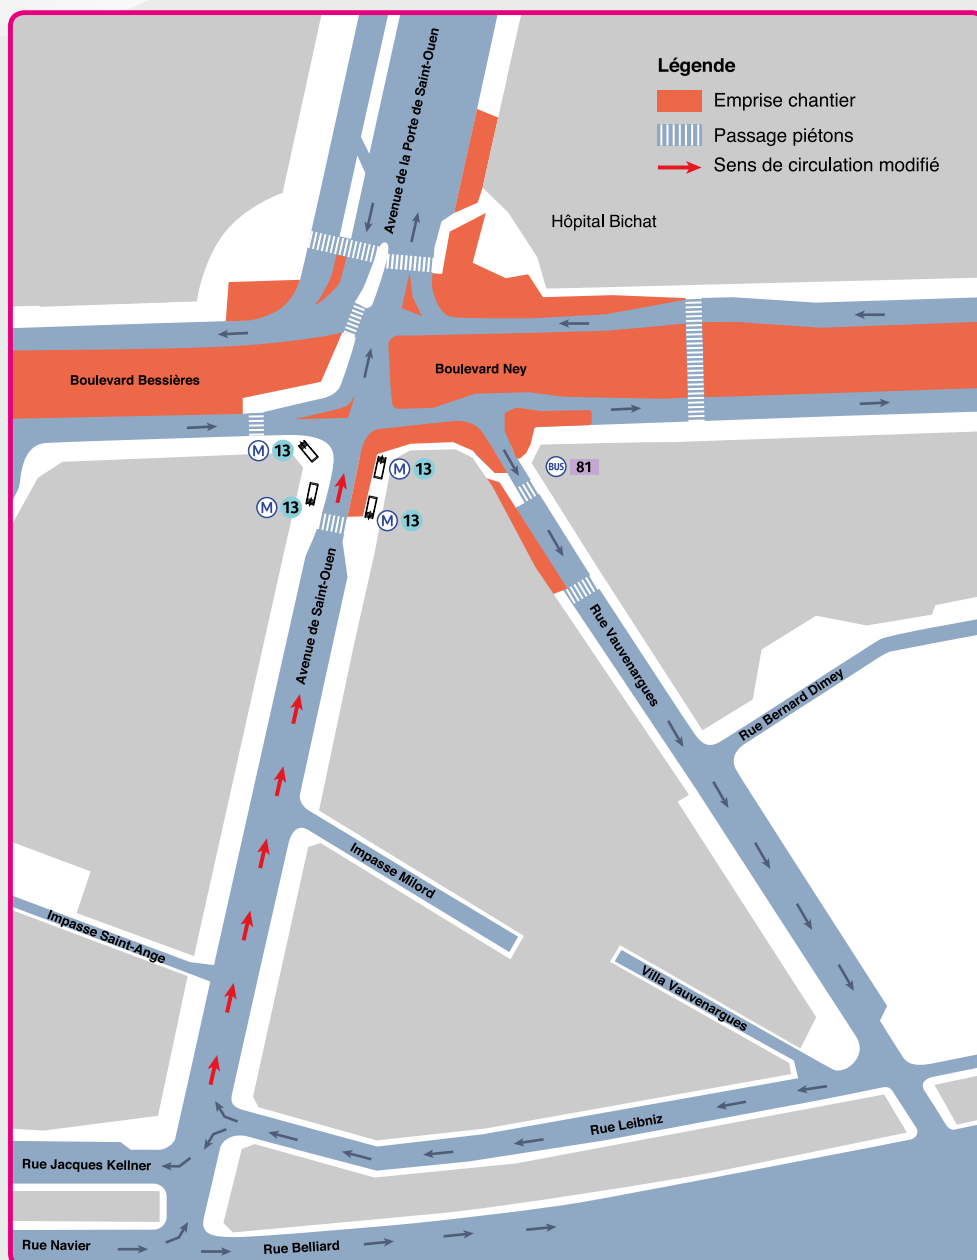 Légende
Emprise chantier
Passage piétons
Sens de circulation modifié
Avenue de la Porte de Saint-Ouen
Hôpital Bichat
Boulevard Bessières
Boulevard Ney
M 13
M 13
M 13
M 13
BUS 81
Avenue de Saint-Ouen
Rue Vauvenargues
Rue Bernard Dimey
Impasse Milord
Impasse Saint-Ange
Villa Vauvenargues
Rue Leibniz
Rue Jacques Kellner
Rue Navier
Rue Belliard